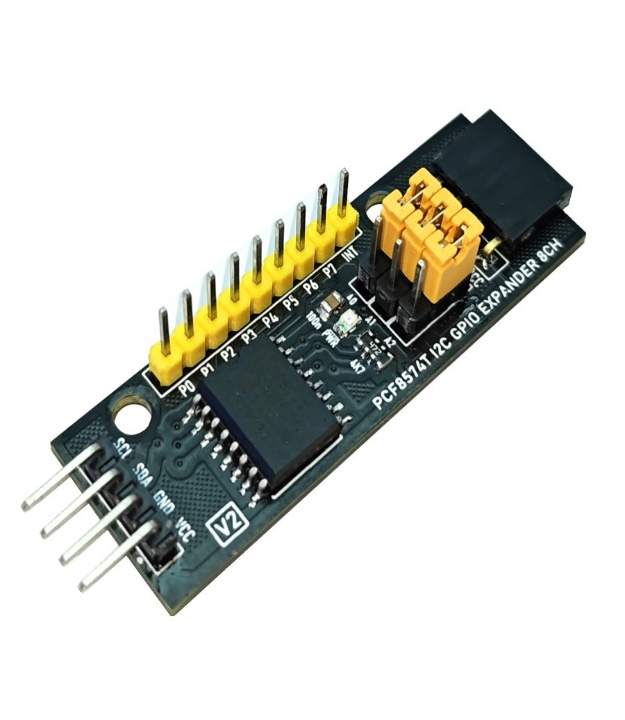 PCF8574T I2C GPIO EXPANDER 8CH
P0
P1
P2
P3
P4
P5
P6
P7
INT
A0
A1
A2
100n
PWR
4K7
SCL
SDA
GND
VCC
V2